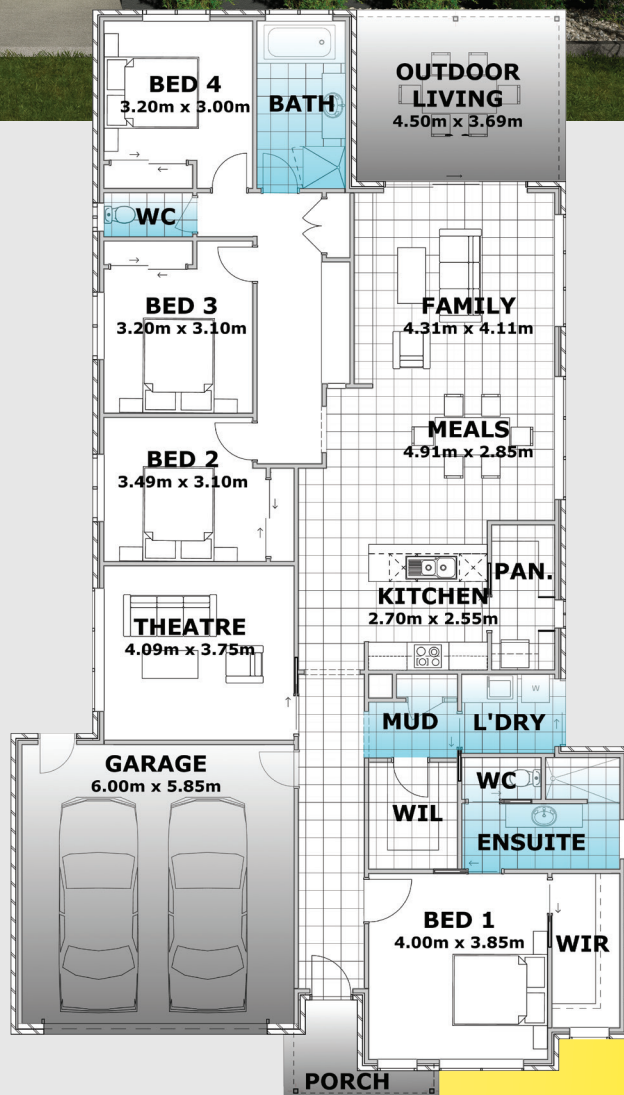 BED 4
3.20m x 3.00m
BATH
OUTDOOR
LIVING
4.50m x 3.69m
WC
BED 3
3.20m x 3.10m
FAMILY
4.31m x 4.11m
MEALS
4.91m x 2.85m
BED 2
3.49m x 3.10m
PAN.
KITCHEN
2.70m x 2.55m
THEATRE
4.09m x 3.75m
W
MUD
L'DRY
GARAGE
6.00m x 5.85m
WC
WIL
ENSUITE
BED 1
4.00m x 3.85m
WIR
PORCH